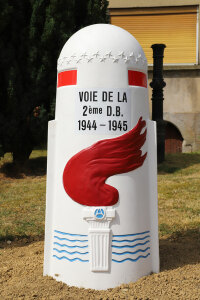 VOIE DE LA
2ème D.B.
1944 - 1945